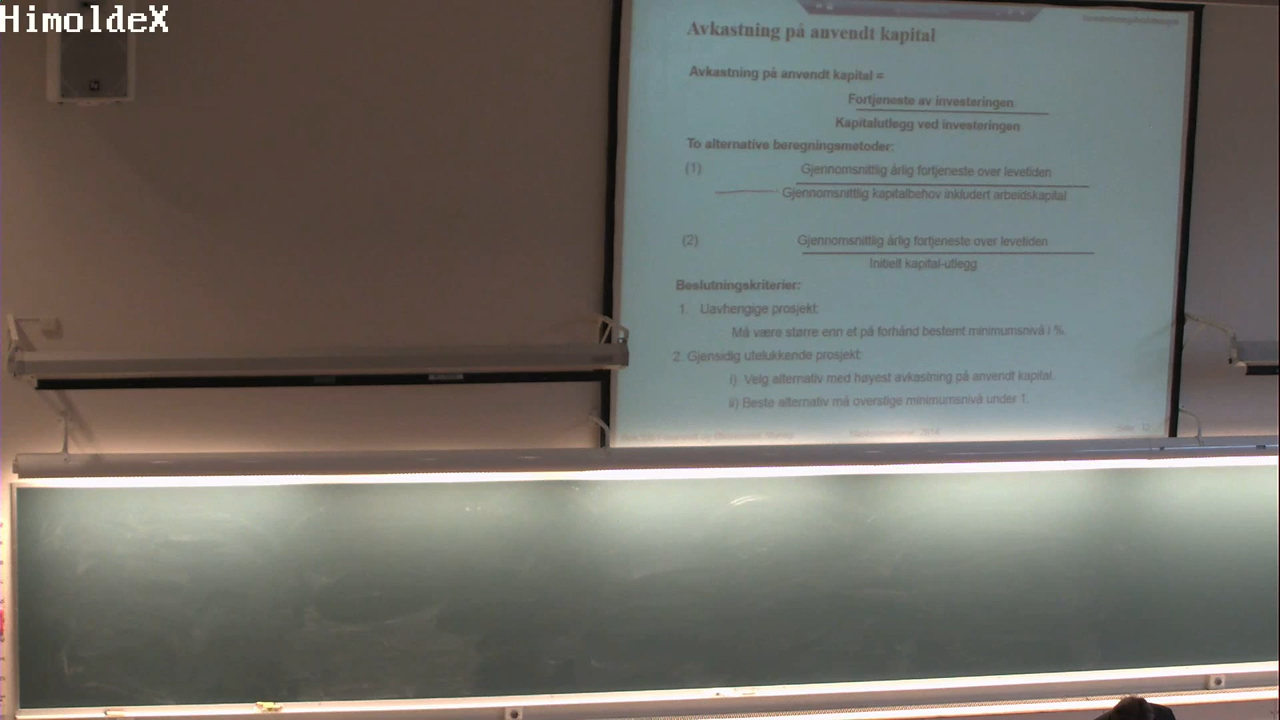 HimoldeX
Avkastning på anvendt kapital
Avkastning på anvendt kapital =
Fortjeneste av investeringen
Kapitalutlegg ved investeringen
To alternative beregningsmetoder:
(1) Gjennomsnittlig årlig fortjeneste over levetiden
Gjennomsnittlig kapitalbehov inkludert arbeidskapital
(2) Gjennomsnittlig årlig fortjeneste over levetiden
Initielt kapital-utlegg
Beslutningskriterier:
1. Uavhengige prosjekt:
Må være større enn et på forhånd bestemt minimumsnivå i %.
2. Gjensidig utelukkende prosjekt:
i) Velg alternativ med høyest avkastning på anvendt kapital.
ii) Beste alternativ må overstige minimumsnivå under 1.